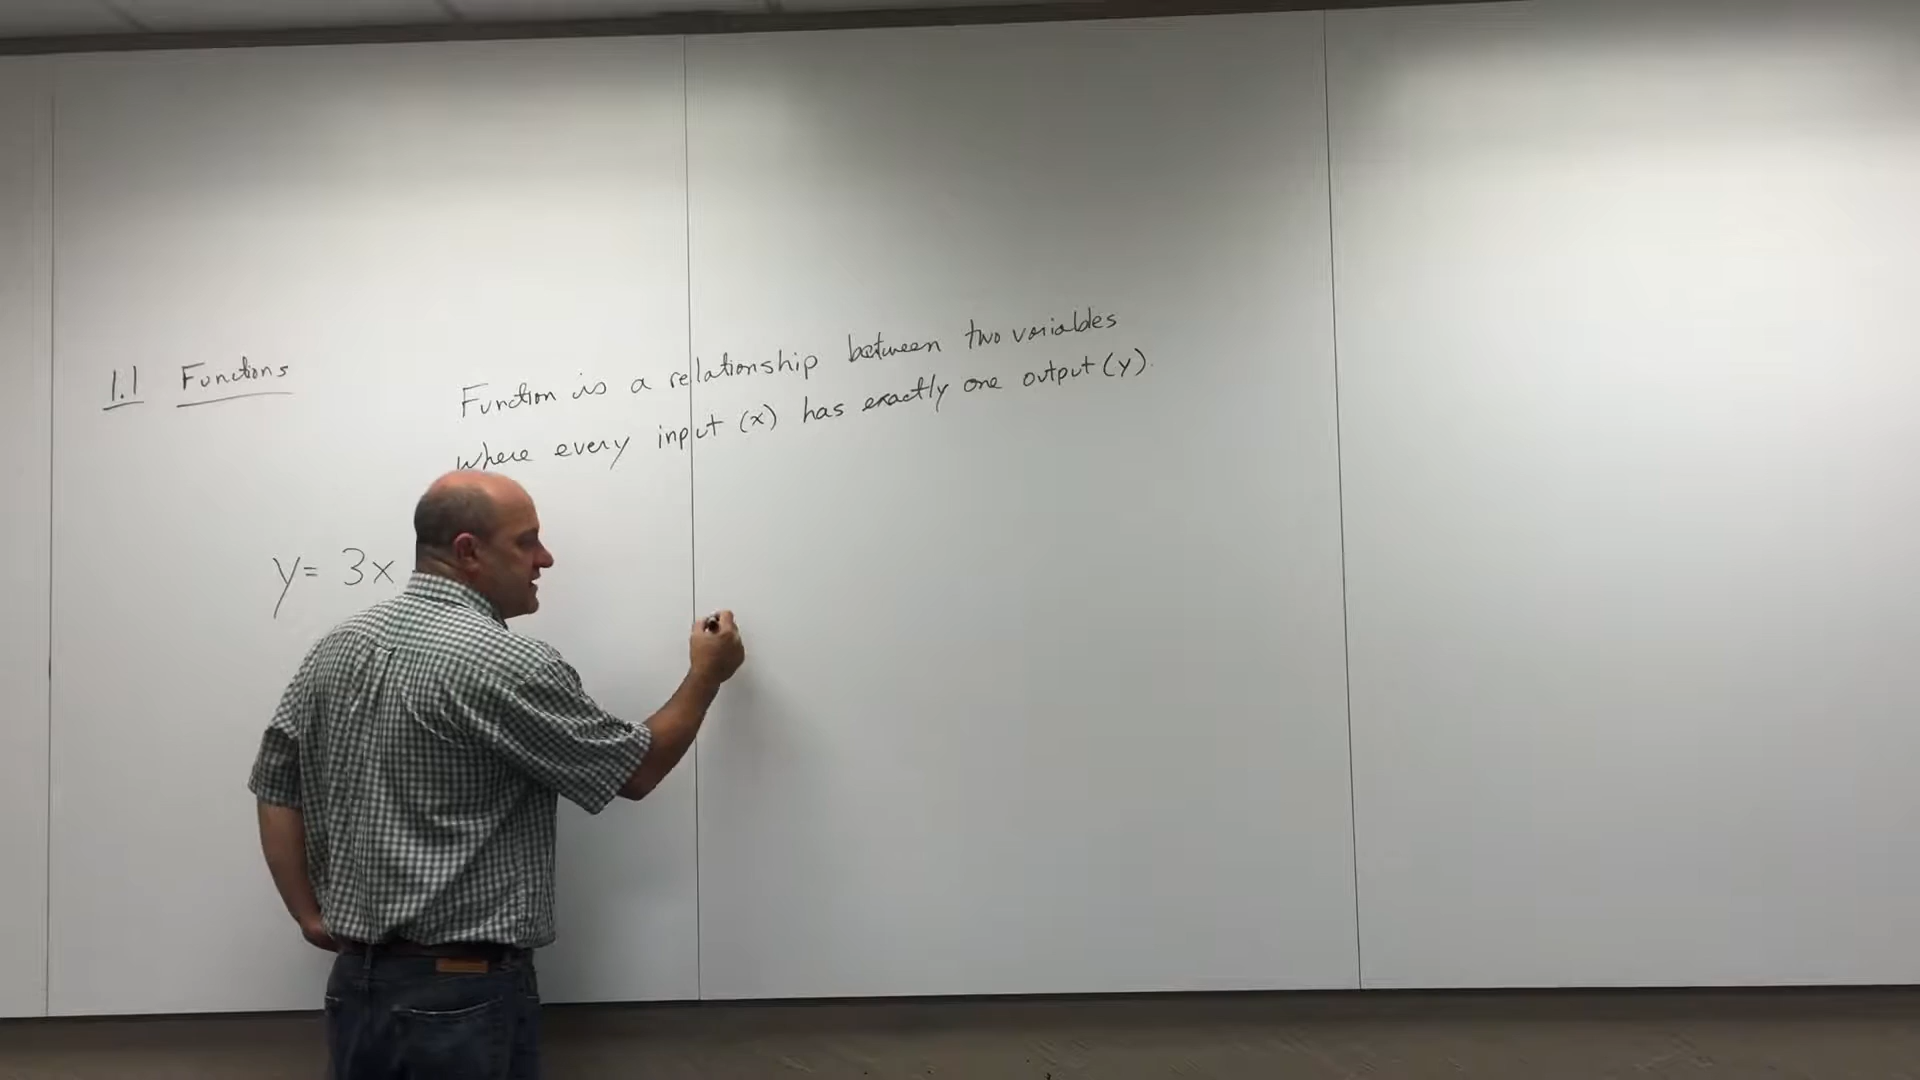 1.1 Functions
Function is a relationship between two variables
where every input (x) has exactly one output (y).
y= 3x